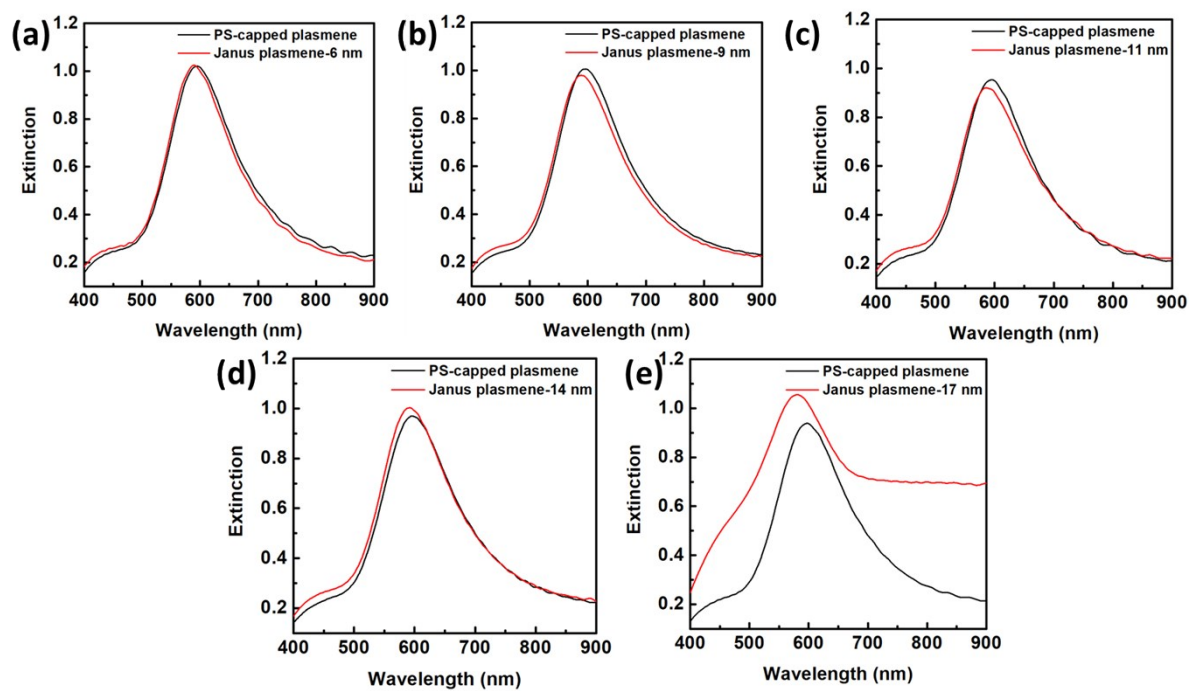 (a)
PS-capped plasmene
Janus plasmene-6 nm
1.2
1.0
0.8
0.6
0.4
0.2
Extinction
400 500 600 700 800 900
Wavelength (nm)
(b)
PS-capped plasmene
Janus plasmene-9 nm
1.2
1.0
0.8
0.6
0.4
0.2
Extinction
400 500 600 700 800 900
Wavelength (nm)
(c)
PS-capped plasmene
Janus plasmene-11 nm
1.2
1.0
0.8
0.6
0.4
0.2
Extinction
400 500 600 700 800 900
Wavelength (nm)
(d)
PS-capped plasmene
Janus plasmene-14 nm
1.2
1.0
0.8
0.6
0.4
0.2
Extinction
400 500 600 700 800 900
Wavelength (nm)
(e)
PS-capped plasmene
Janus plasmene-17 nm
1.2
1.0
0.8
0.6
0.4
0.2
Extinction
400 500 600 700 800 900
Wavelength (nm)